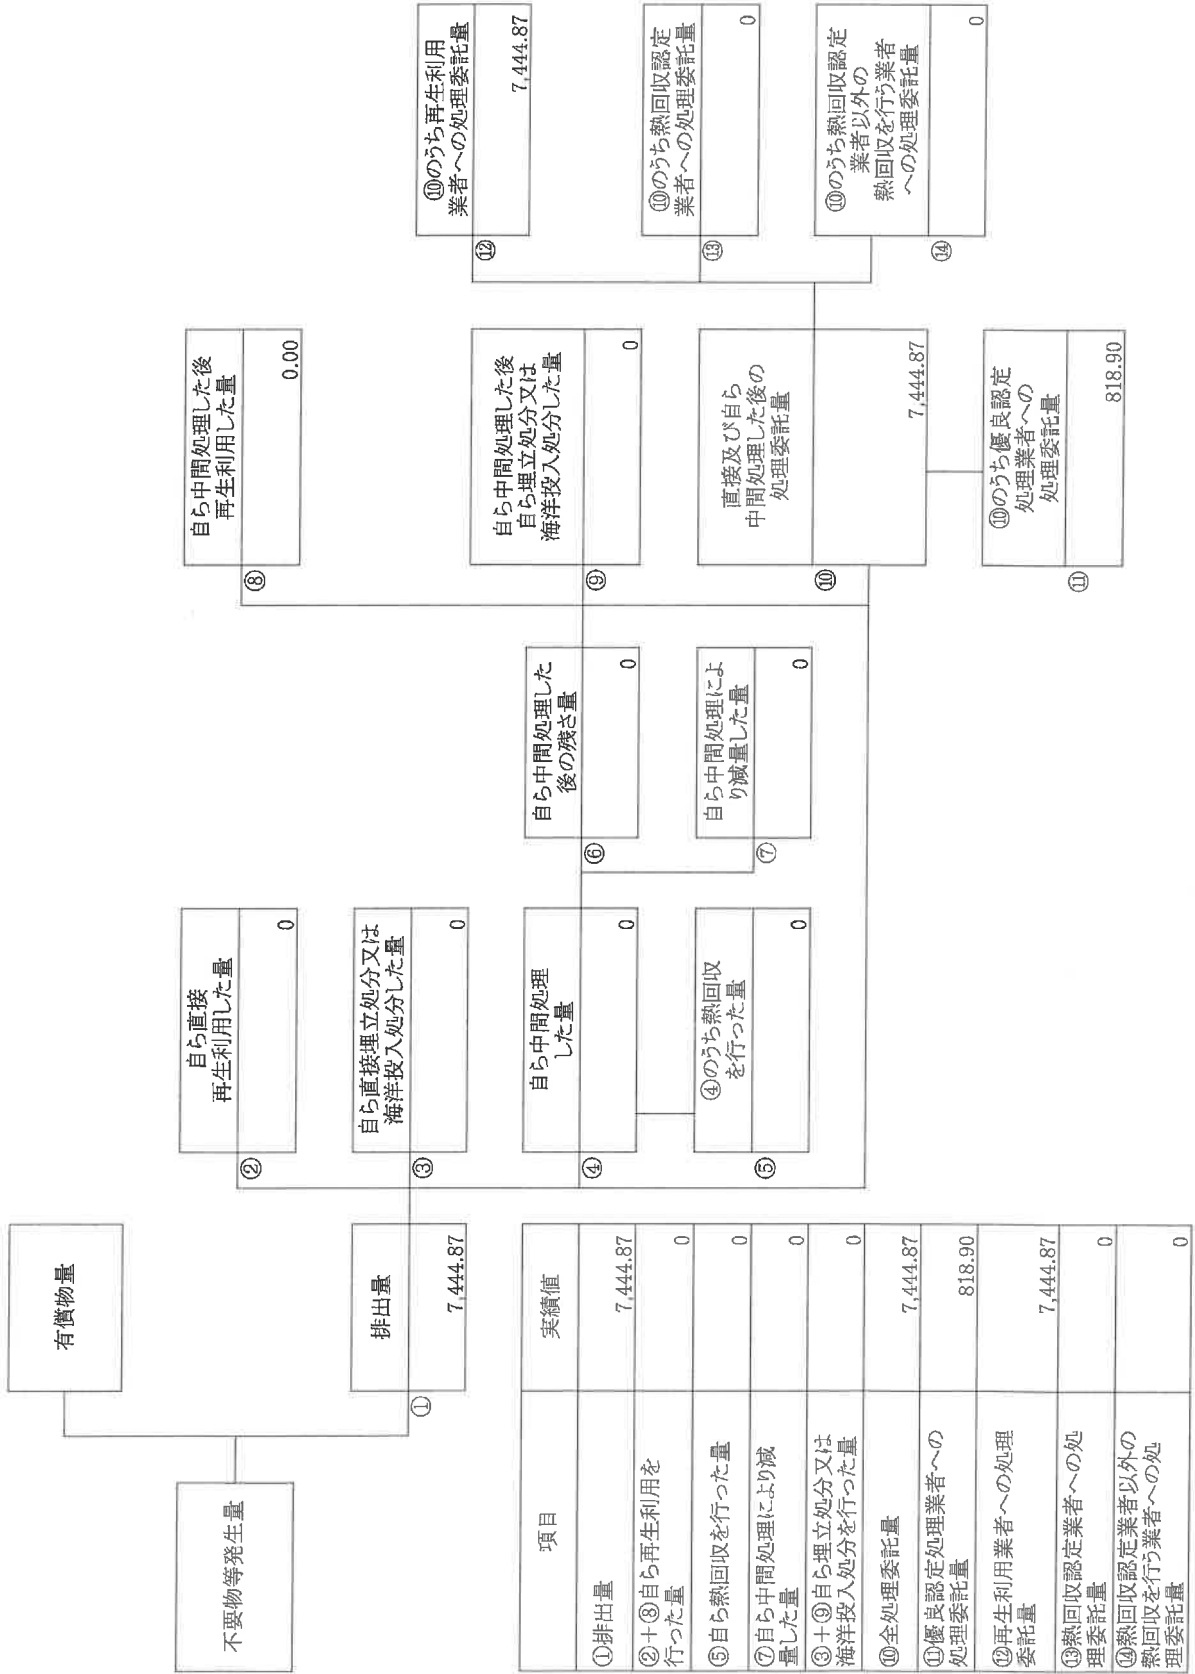 不要物等発生量
有償物量
排出量
①
7,444.87
自ら直接
再生利用した量
②
0
自ら直接埋立処分又は
海洋投入処分した量
③
0
自ら中間処理
した量
④
0
④のうち熱回収
を行った量
⑤
0
自ら中間処理した
後の残さ量
⑥
0
自ら中間処理によ
り減量した量
⑦
0
自ら中間処理した後
再生利用した量
⑧
0.00
自ら中間処理した後
自ら埋立処分又は
海洋投入処分した量
⑨
0
直接及び自ら
中間処理した後の
処理委託量
⑩
7,444.87
⑩のうち優良認定
処理業者への
処理委託量
⑪
818.90
⑩のうち再生利用
業者への処理委託量
⑫
7,444.87
⑩のうち熱回収認定
業者への処理委託量
⑬
0
⑩のうち熱回収認定
業者以外の
熱回収を行う業者
への処理委託量
⑭
0
項目 実績値
①排出量 7,444.87
②+⑧自ら再生利用を
行った量 0
⑤自ら熱回収を行った量 0
⑦自ら中間処理により減
量した量 0
③+⑨自ら埋立処分又は
海洋投入処分を行った量 0
⑩全処理委託量 7,444.87
⑪優良認定処理業者への
処理委託量 818.90
⑫再生利用業者への処理
委託量 7,444.87
⑬熱回収認定業者への処
理委託量 0
⑭熱回収認定業者以外の
熱回収を行う業者への処
理委託量 0